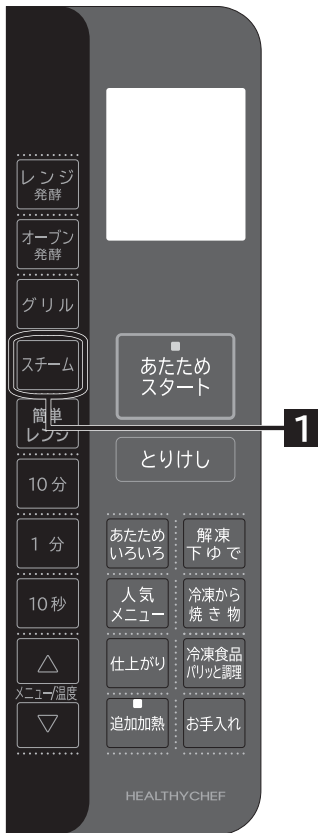 レンジ
発酵
オーブン
発酵
グリル
スチーム
簡単
レンジ
10分
1分
10秒
△
メニュー/温度
▽
あたため
スタート
とりけし
1
あたため
いろいろ
解凍
下ゆで
人気
メニュー
冷凍から
焼き物
仕上がり
冷凍食品
パリッと調理
追加加熱
お手入れ
HEALTHYCHEF